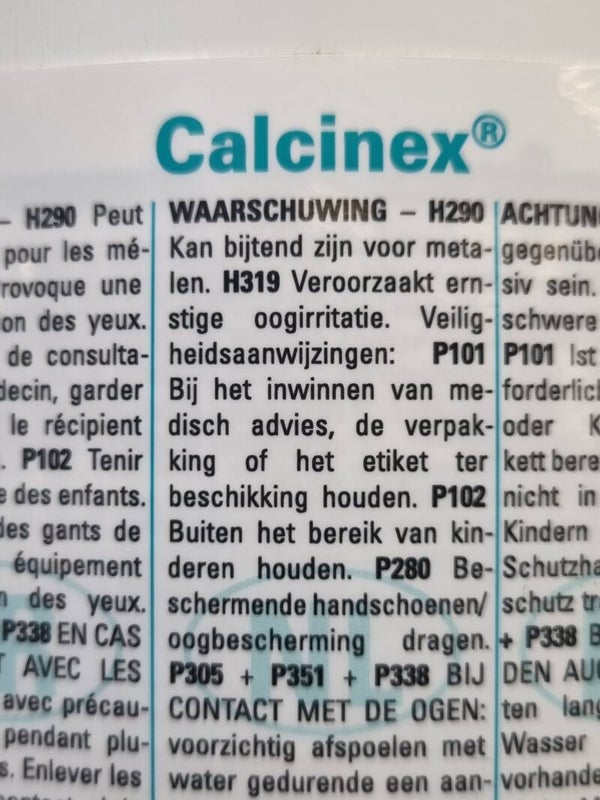 Calcinex®
– H290 Peut
pour les mé-
rovoque une
on des yeux.
de consulta-
decin, garder
le récipient
. P102 Tenir
e des enfants.
des gants de
équipement
des yeux.
P338 EN CAS
AVEC LES
avec précau-
pendant plu-
s. Enlever les
WAARSCHUWING – H290
Kan bijtend zijn voor meta-
len. H319 Veroorzaakt ern-
stige oogirritatie. Veilig-
heidsaanwijzingen: P101
Bij het inwinnen van me-
disch advies, de verpak-
king of het etiket ter
beschikking houden. P102
Buiten het bereik van kin-
deren houden. P280 Be-
schermende handschoenen/
oogbescherming dragen.
P305 + P351 + P338 BIJ
CONTACT MET DE OGEN:
voorzichtig afspoelen met
water gedurende een aan-
ACHTUN
gegenübe
siv sein.
schwere
P101 Ist
forderlich
oder K
kett bere
nicht in
Kindern
Schutzha
schutz tr
+ P338 B
DEN AUG
ten lang
Wasser
vorhande
NL